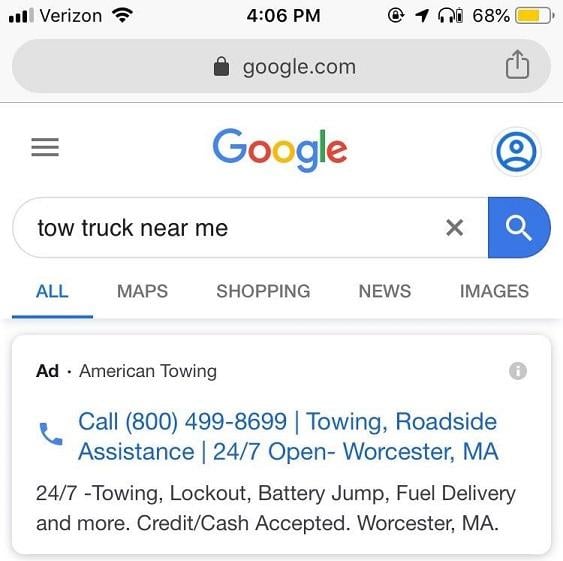 Verizon 4:06 PM 68%
google.com
Google
tow truck near me
ALL MAPS SHOPPING NEWS IMAGES
Ad · American Towing
Call (800) 499-8699 | Towing, Roadside
Assistance | 24/7 Open- Worcester, MA
24/7 -Towing, Lockout, Battery Jump, Fuel Delivery
and more. Credit/Cash Accepted. Worcester, MA.